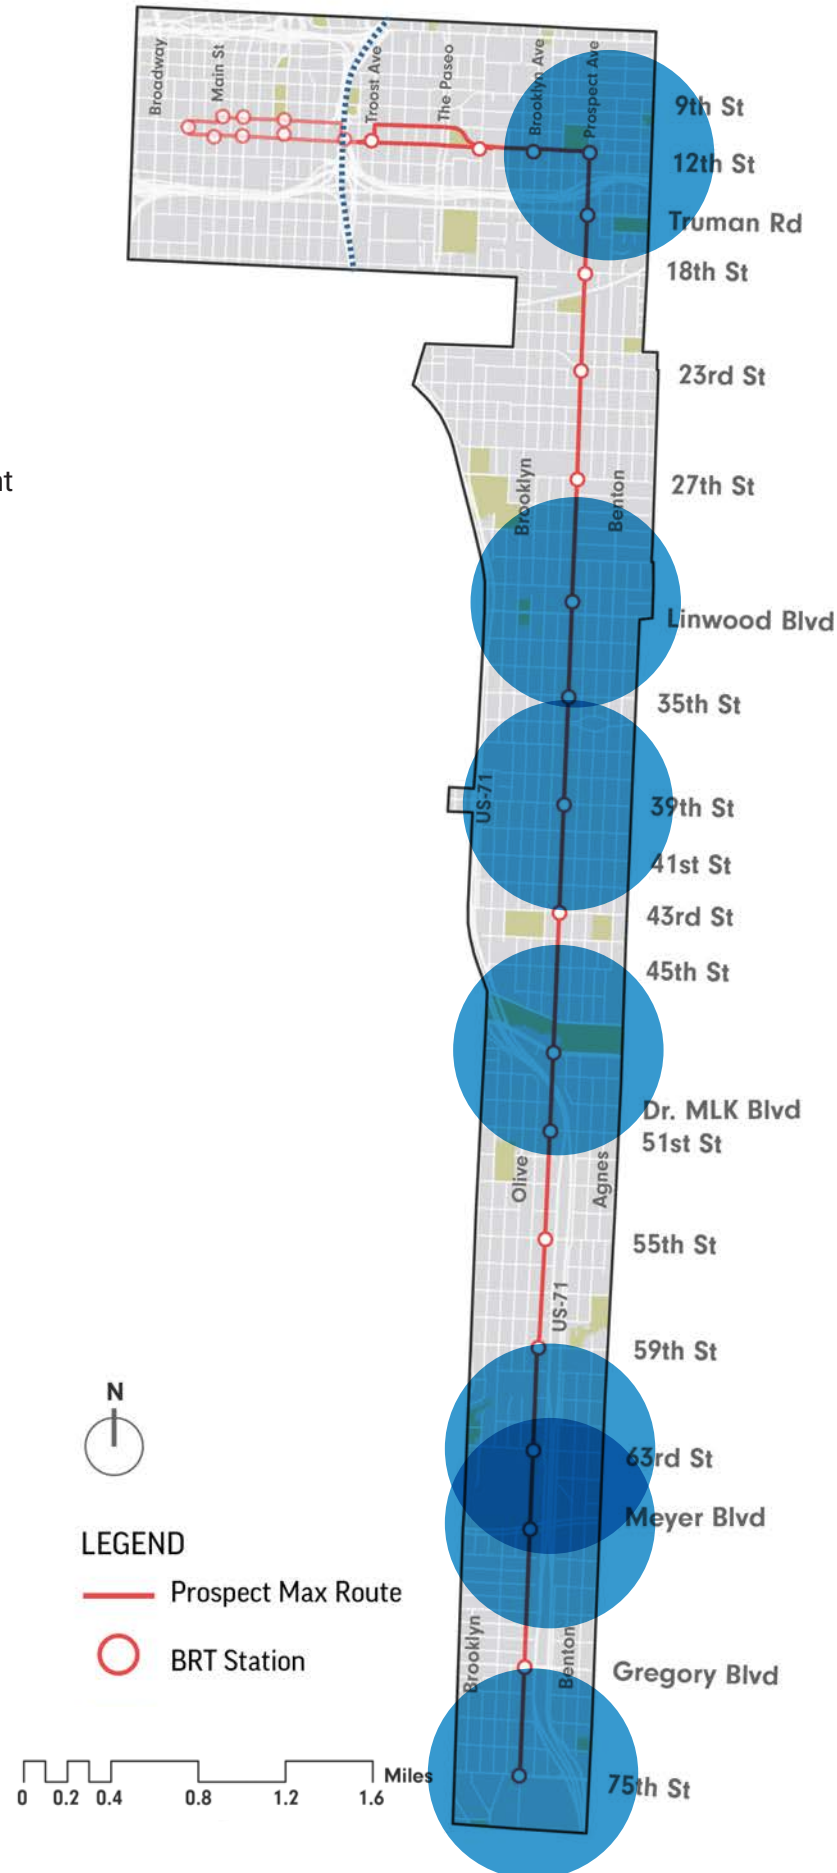 Broadway
Main St
Troost Ave
The Paseo
Brooklyn Ave
Prospect Ave
9th St
12th St
Truman Rd
18th St
23rd St
27th St
nt
Brooklyn
Benton
Linwood Blvd
35th St
US-71
39th St
41st St
43rd St
45th St
Dr. MLK Blvd
51st St
Olive
Agnes
55th St
US-71
59th St
N
63rd St
Meyer Blvd
LEGEND
Prospect Max Route
BRT Station
Brooklyn
Benton
Gregory Blvd
75th St
Miles
0 0.2 0.4 0.8 1.2 1.6